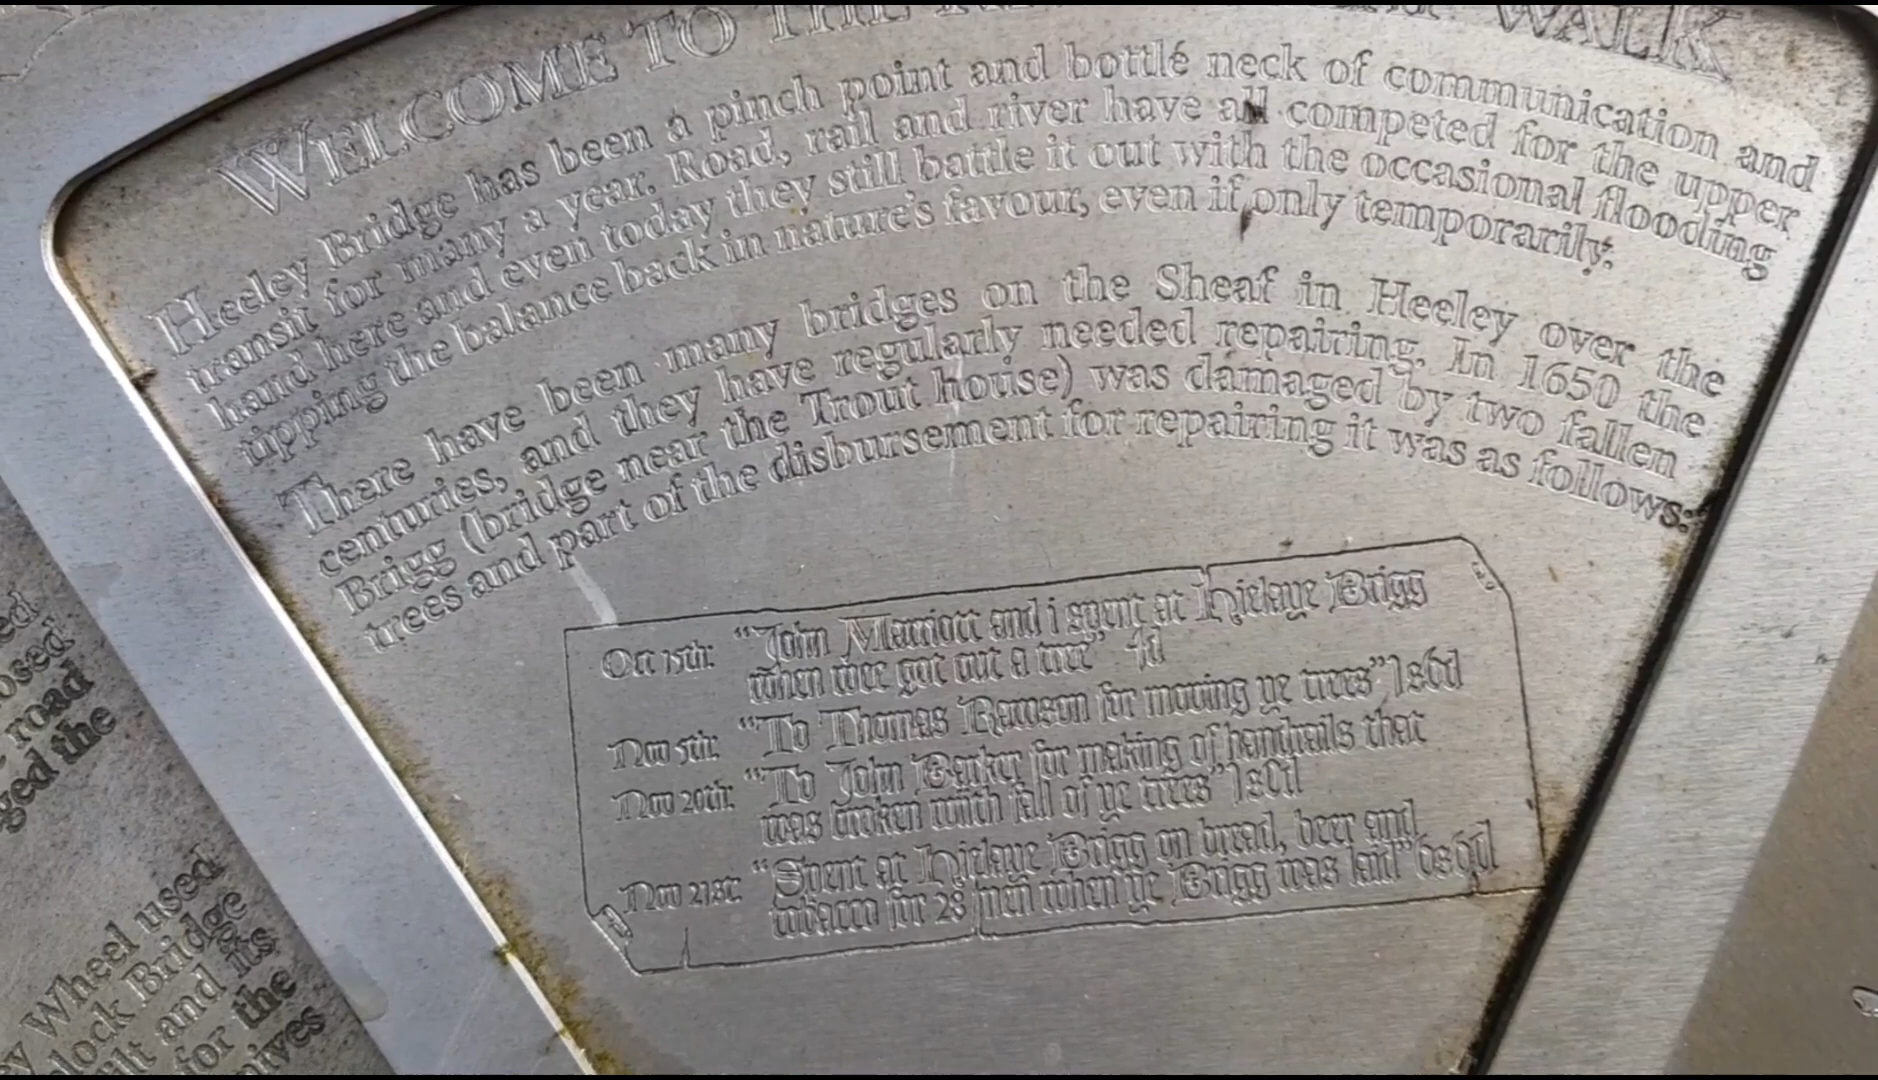 WELCOME TO THE WALK
Heeley Bridge has been a pinch point and bottle neck of communication and
transit for many a year. Road, rail and river have all competed for the upper
hand here and even today they still battle it out with the occasional flooding
tipping the balance back in nature's favour, even if only temporarily.
There have been many bridges on the Sheaf in Heeley over the
centuries, and they have regularly needed repairing. In 1650 the
Brigg (bridge near the Trout house) was damaged by two fallen
trees and part of the disbursement for repairing it was as follows:
Oct 15th: "John Marriott and i spent at Hielaye Brigg
when wee got out a tree" 4d
Nov 5th: "To Thomas Rawson for moving ye trees" 1s6d
Nov 20th: "To John Barker for making of handrails that
was broken with fall of ye trees" 1s0d
Nov 21st: "Spent at Hielaye Brigg on bread, beer and
tobacco for 28 men when ye Brigg was laid"
road
ged the
Wheel used
lock Bridge
ilt and its
for the
nives